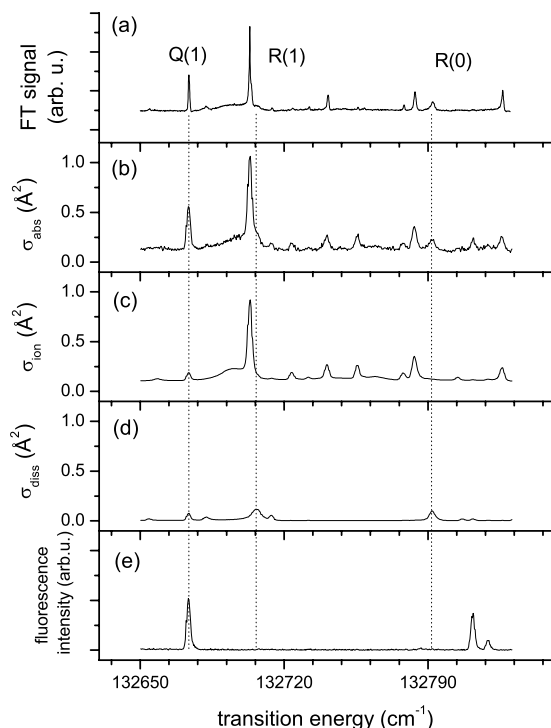 (a)
Q(1)
R(1)
R(0)
FT signal
(arb. u.)
(b)
1.0
0.5
0.0
σabs (Å²)
(c)
1.0
0.5
0.0
σion (Å²)
(d)
1.0
0.5
0.0
σdiss (Å²)
(e)
fluorescence
intensity (arb.u.)
132650 132720 132790
transition energy (cm⁻¹)